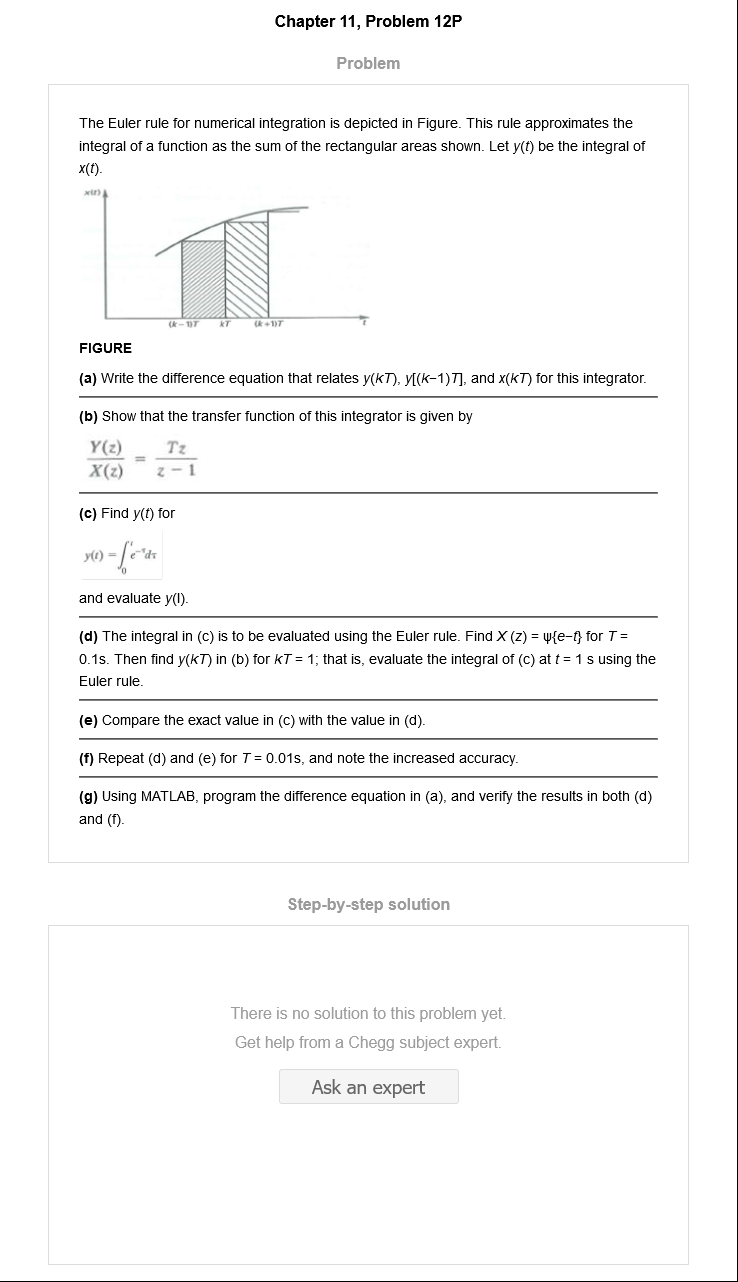 Chapter 11, Problem 12P
Problem
The Euler rule for numerical integration is depicted in Figure. This rule approximates the
integral of a function as the sum of the rectangular areas shown. Let y(t) be the integral of
x(t).
x(t)
(k − 1)T kT (k + 1)T t
FIGURE
(a) Write the difference equation that relates y(kT), y[(k−1)T], and x(kT) for this integrator.
(b) Show that the transfer function of this integrator is given by
Y(z)/X(z) = Tz/z − 1
(c) Find y(t) for
y(t) = ∫₀ᵗ e^−τ dτ
and evaluate y(l).
(d) The integral in (c) is to be evaluated using the Euler rule. Find X (z) = ψ{e−t} for T =
0.1s. Then find y(kT) in (b) for kT = 1; that is, evaluate the integral of (c) at t = 1 s using the
Euler rule.
(e) Compare the exact value in (c) with the value in (d).
(f) Repeat (d) and (e) for T = 0.01s, and note the increased accuracy.
(g) Using MATLAB, program the difference equation in (a), and verify the results in both (d)
and (f).
Step-by-step solution
There is no solution to this problem yet.
Get help from a Chegg subject expert.
Ask an expert